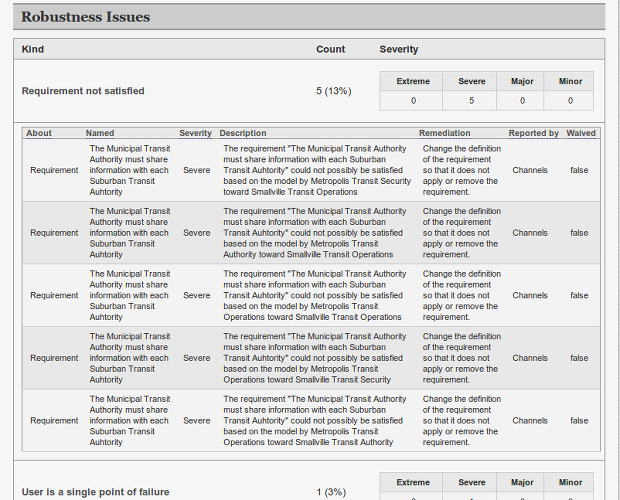 Robustness Issues
Kind Count Severity
Requirement not satisfied 5 (13%)
Extreme Severe Major Minor
0 5 0 0
About Named Severity Description Remediation Reported by Waived
Requirement
The Municipal Transit
Authority must share
information with each
Suburban Transit
Auhtority
Severe
The requirement "The Municipal Transit Authority
must share information with each Suburban
Transit Auhtority" could not possibly be satisfied
based on the model by Metropolis Transit Security
toward Smallville Transit Operations
Change the definition
of the requirement
so that it does not
apply or remove the
requirement.
Channels
false
Requirement
The Municipal Transit
Authority must share
information with each
Suburban Transit
Auhtority
Severe
The requirement "The Municipal Transit Authority
must share information with each Suburban
Transit Auhtority" could not possibly be satisfied
based on the model by Metropolis Transit
Authority toward Smallville Transit Operations
Change the definition
of the requirement
so that it does not
apply or remove the
requirement.
Channels
false
Requirement
The Municipal Transit
Authority must share
information with each
Suburban Transit
Auhtority
Severe
The requirement "The Municipal Transit Authority
must share information with each Suburban
Transit Auhtority" could not possibly be satisfied
based on the model by Metropolis Transit
Operations toward Smallville Transit Operations
Change the definition
of the requirement
so that it does not
apply or remove the
requirement.
Channels
false
Requirement
The Municipal Transit
Authority must share
information with each
Suburban Transit
Auhtority
Severe
The requirement "The Municipal Transit Authority
must share information with each Suburban
Transit Auhtority" could not possibly be satisfied
based on the model by Metropolis Transit
Operations toward Smallville Transit Security
Change the definition
of the requirement
so that it does not
apply or remove the
requirement.
Channels
false
Requirement
The Municipal Transit
Authority must share
information with each
Suburban Transit
Auhtority
Severe
The requirement "The Municipal Transit Authority
must share information with each Suburban
Transit Auhtority" could not possibly be satisfied
based on the model by Metropolis Transit
Operations toward Smallville Transit Authority
Change the definition
of the requirement
so that it does not
apply or remove the
requirement.
Channels
false
User is a single point of failure 1 (3%)
Extreme Severe Major Minor